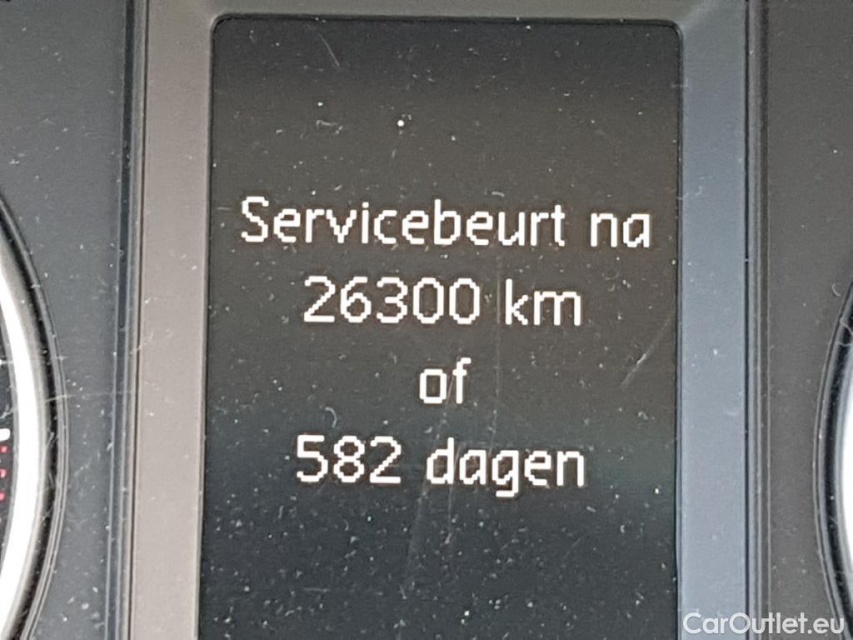 Servicebeurt na
26300 km
of
582 dagen
CarOutlet.eu